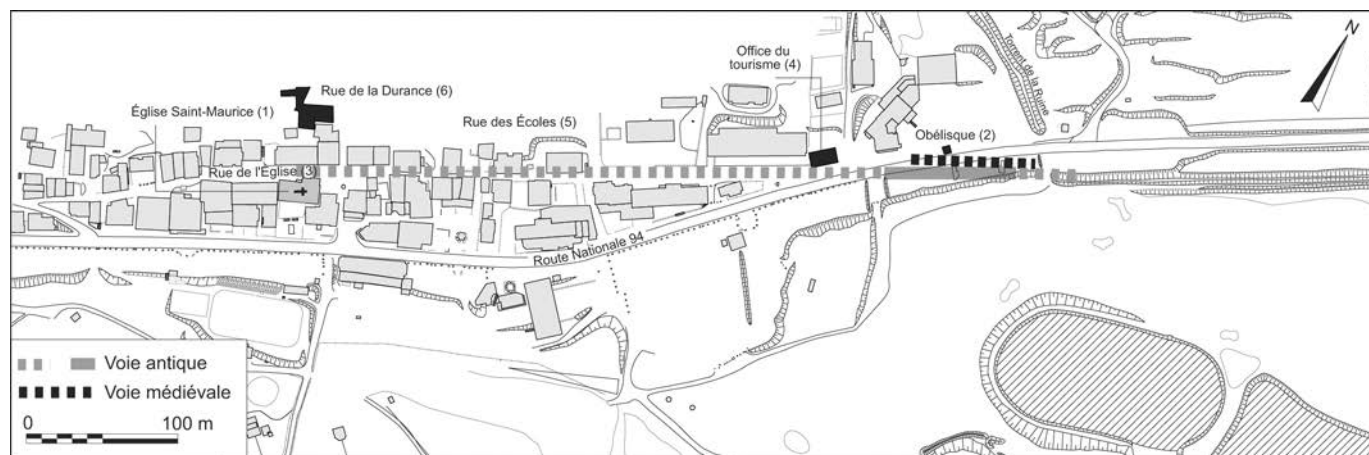 N
Office du
tourisme (4)
Torrent de la Ruine
Rue de la Durance (6)
Église Saint-Maurice (1)
Rue des Écoles (5)
Obélisque (2)
Rue de l'Église (3)
Route Nationale 94
Voie antique
Voie médiévale
0 100 m